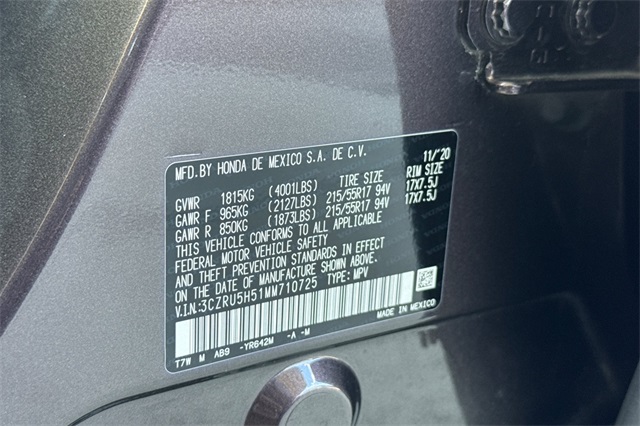 MFD.BY HONDA DE MEXICO S.A. DE C.V. 11/'20
TIRE SIZE RIM SIZE
GVWR 1815KG (4001LBS)
GAWR F 965KG (2127LBS) 215/55R17 94V 17X7.5J
GAWR R 850KG (1873LBS) 215/55R17 94V 17X7.5J
THIS VEHICLE CONFORMS TO ALL APPLICABLE
FEDERAL MOTOR VEHICLE SAFETY
AND THEFT PREVENTION STANDARDS IN EFFECT
ON THE DATE OF MANUFACTURE SHOWN ABOVE.
V.I.N.:3CZRU5H51MM710725 TYPE: MPV
MADE IN MEXICO
T7W M AB9 -YR642M -A -M